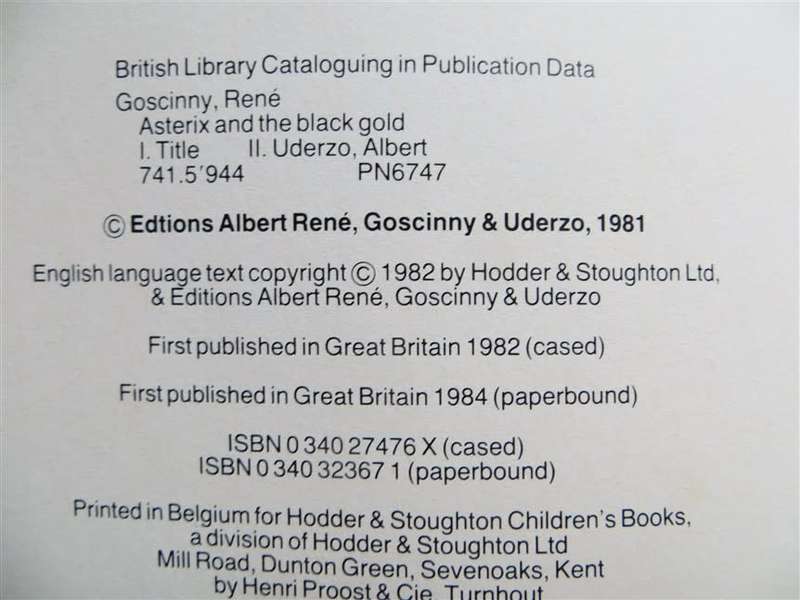 British Library Cataloguing in Publication Data
Goscinny, René
Asterix and the black gold
I. Title II. Uderzo, Albert
741.5'944 PN6747
© Edtions Albert René, Goscinny & Uderzo, 1981
English language text copyright © 1982 by Hodder & Stoughton Ltd,
& Editions Albert René, Goscinny & Uderzo
First published in Great Britain 1982 (cased)
First published in Great Britain 1984 (paperbound)
ISBN 0 340 27476 X (cased)
ISBN 0 340 32367 1 (paperbound)
Printed in Belgium for Hodder & Stoughton Children's Books,
a division of Hodder & Stoughton Ltd
Mill Road, Dunton Green, Sevenoaks, Kent
by Henri Proost & Cie, Turnhout